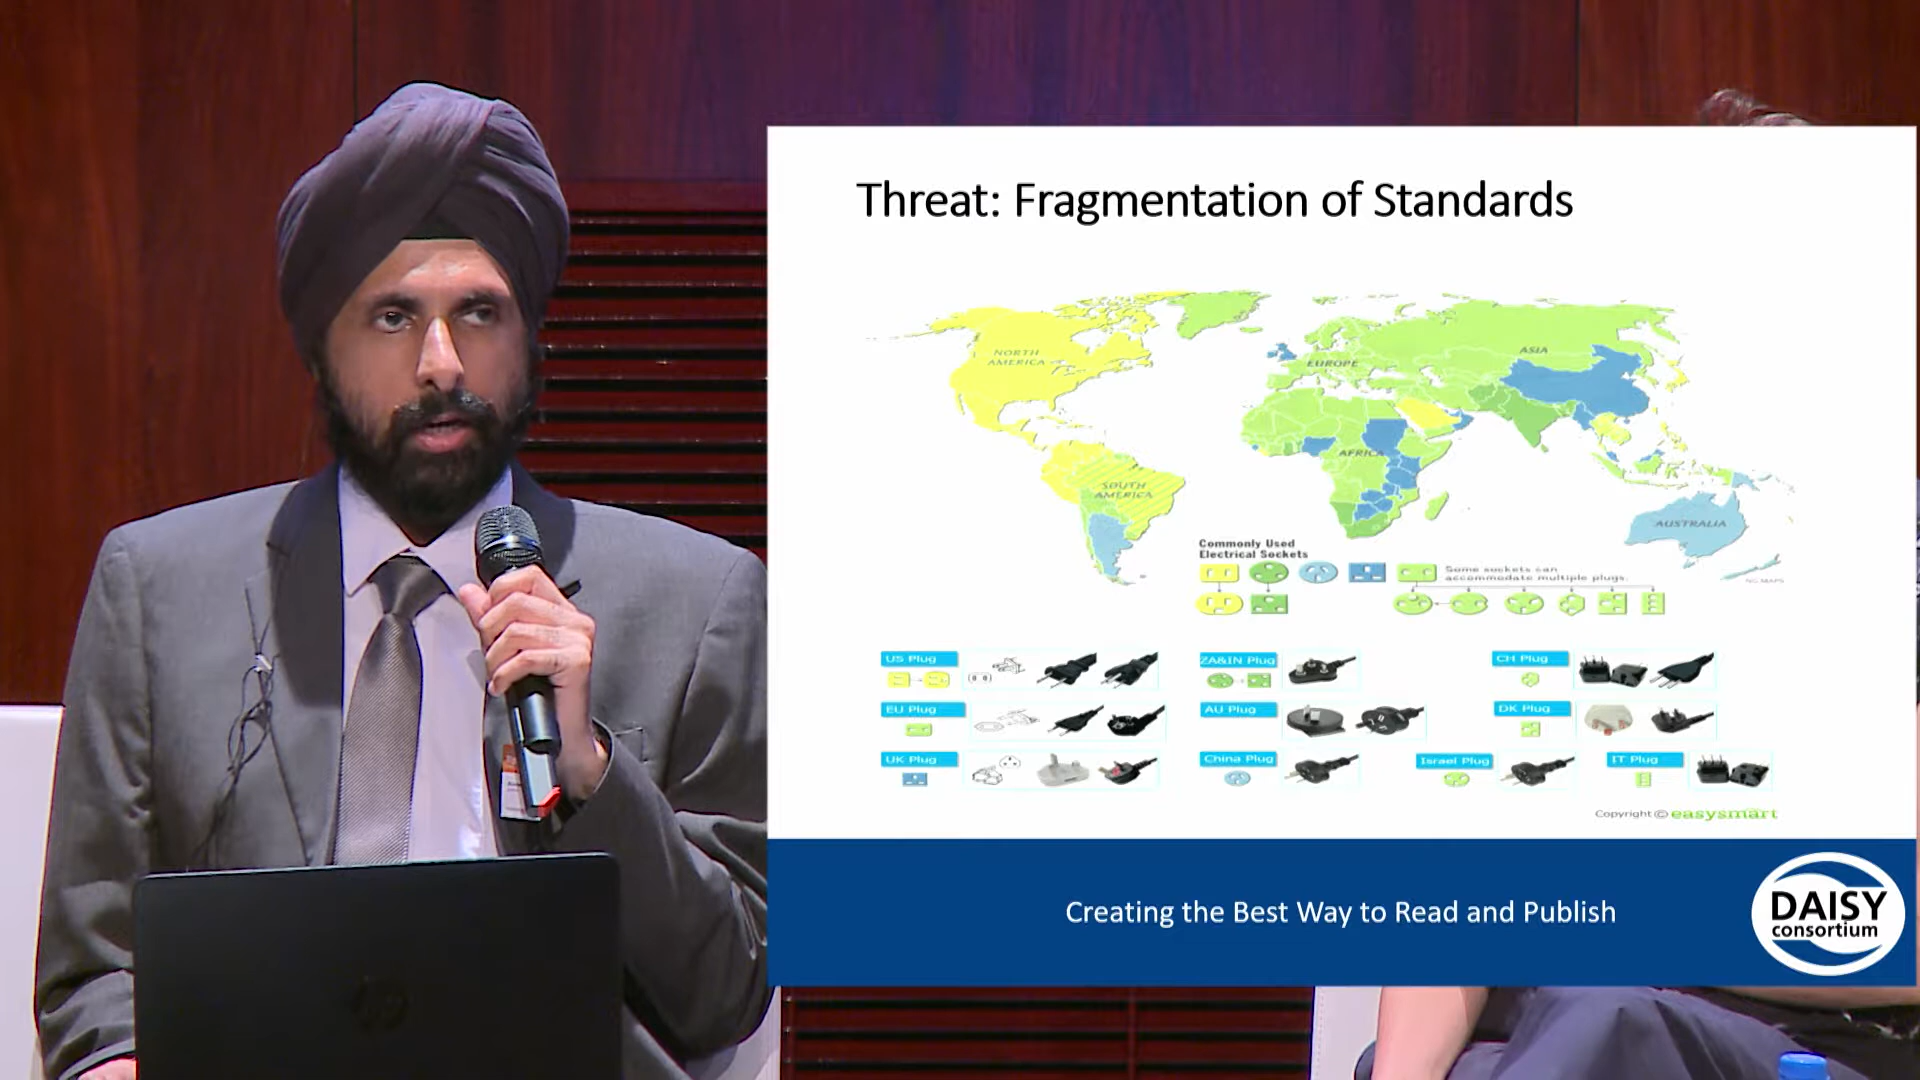 Threat: Fragmentation of Standards
NORTH
AMERICA
EUROPE
ASIA
AFRICA
SOUTH
AMERICA
AUSTRALIA
NG MAPS
Commonly Used
Electrical Sockets
Some sockets can
accommodate multiple plugs.
US Plug
ZA&IN Plug
CH Plug
EU Plug
AU Plug
DK Plug
UK Plug
China Plug
Israel Plug
IT Plug
Copyright © easysmart
Creating the Best Way to Read and Publish
DAISY
consortium